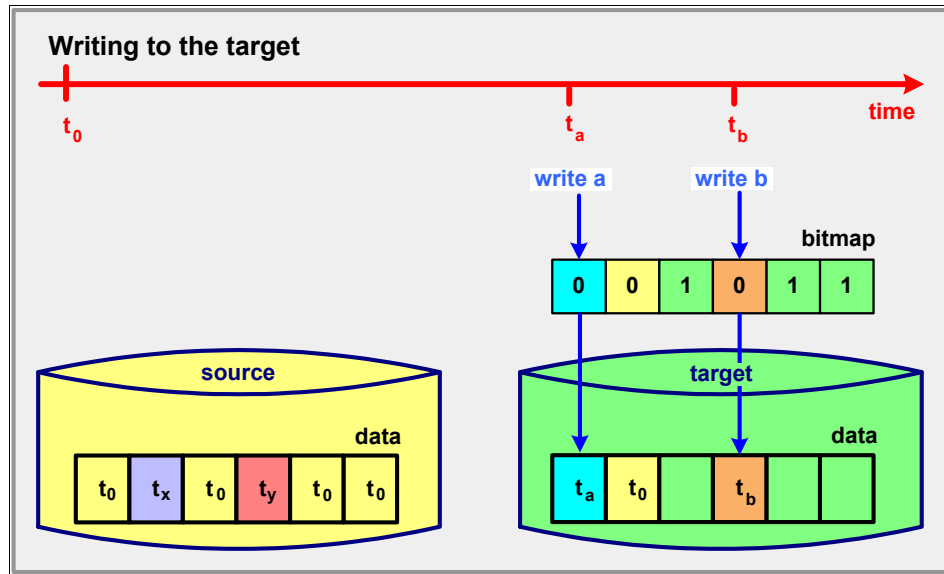 Writing to the target
time
t0 ta tb
write a write b
bitmap
0 0 1 0 1 1
source target
data data
t0 tx t0 ty t0 t0 ta t0 tb